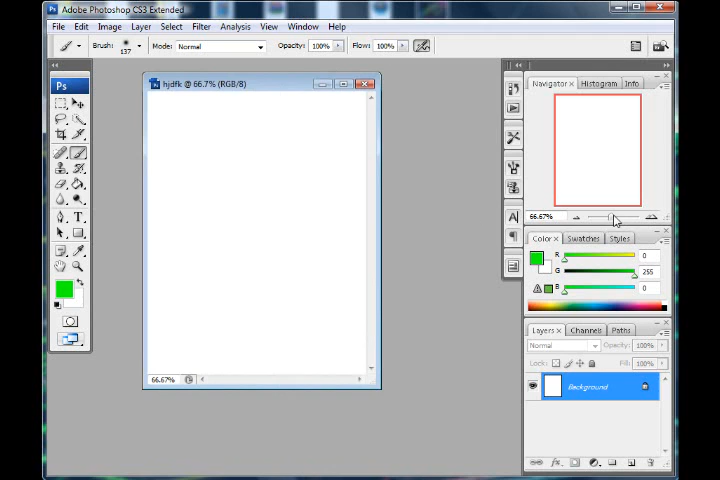 Ps Adobe Photoshop CS3 Extended
File Edit Image Layer Select Filter Analysis View Window Help
Brush: 137 Mode: Normal Opacity: 100% Flow: 100%
Ps
hjdfk @ 66.7% (RGB/8)
66.67%
Navigator × Histogram Info
66.67%
Color × Swatches Styles
R 0
G 255
B 0
Layers × Channels Paths
Normal Opacity: 100%
Lock: Fill: 100%
Background